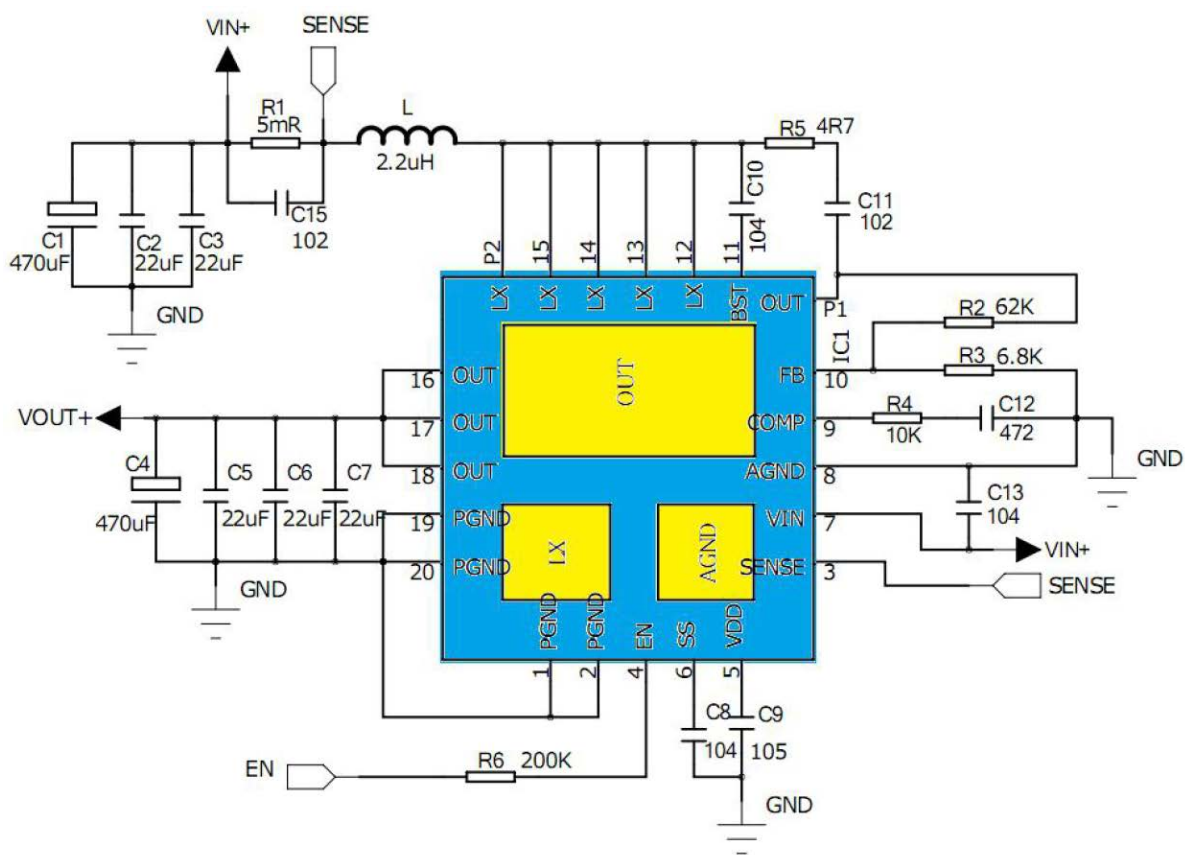 VIN+
SENSE
R1
5mR
L
2.2uH
R5
4R7
C15
102
C10
104
C11
102
C1
470uF
C2
22uF
C3
22uF
GND
P2
15
14
13
12
11
LX
LX
LX
LX
LX
BST
OUT
P1
IC1
R2
62K
R3
6.8K
OUT
16
OUT
17
OUT
18
OUT
19
PGND
20
PGND
FB
10
COMP
9
AGND
8
VIN
7
SENSE
3
R4
10K
C12
472
GND
C13
104
VIN+
SENSE
VOUT+
C4
470uF
C5
22uF
C6
22uF
C7
22uF
GND
LX
AGND
PGND
PGND
EN
SS
VDD
1
2
4
6
5
C8
104
C9
105
EN
R6
200K
GND